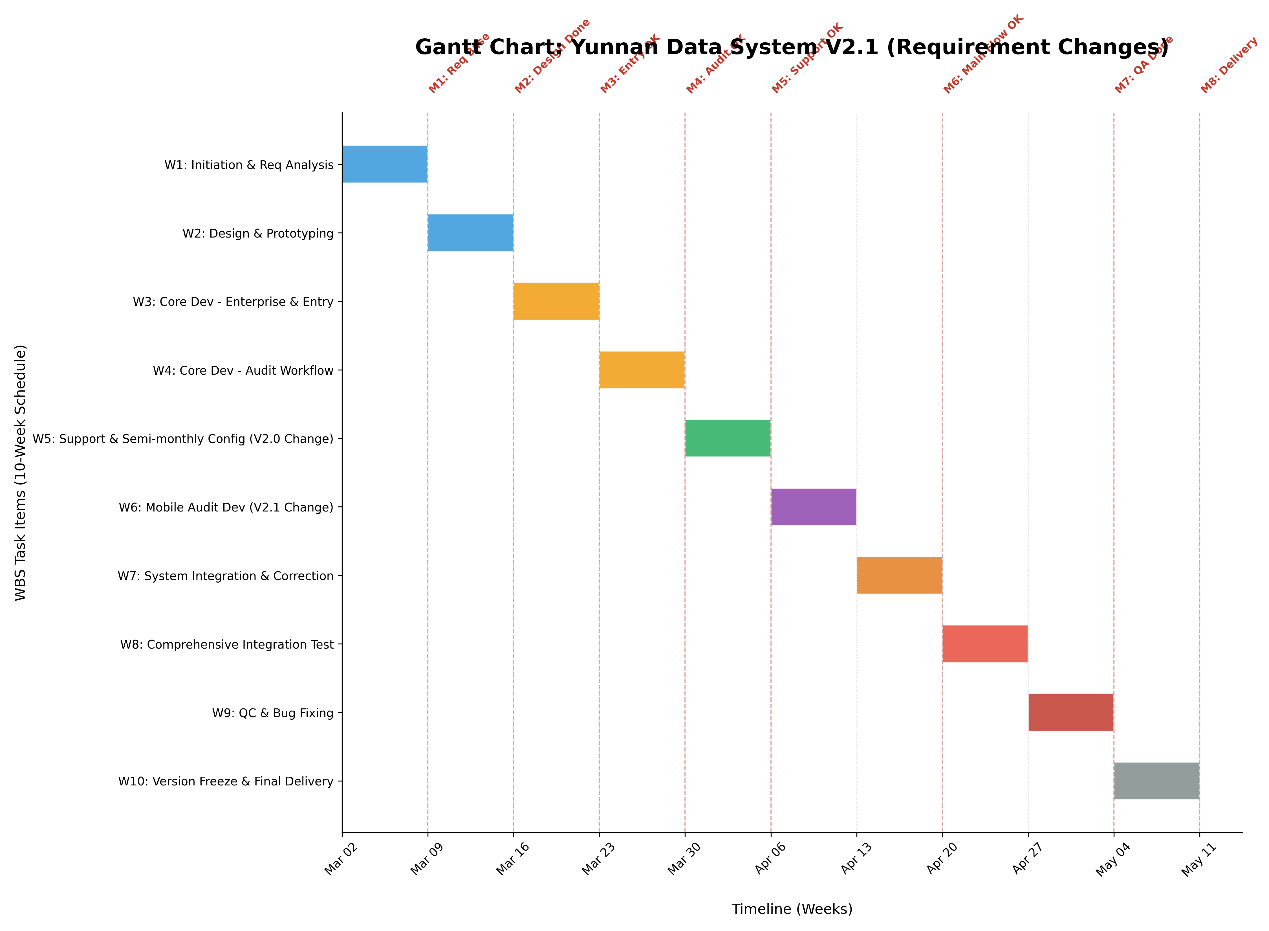 Gantt Chart: Yunnan Data System V2.1 (Requirement Changes)
M1: Req Base
M2: Design Done
M3: Entry OK
M4: Audit OK
M5: Support OK
M6: Main Flow OK
M7: QA Done
M8: Delivery
WBS Task Items (10-Week Schedule)
W1: Initiation & Req Analysis
W2: Design & Prototyping
W3: Core Dev - Enterprise & Entry
W4: Core Dev - Audit Workflow
W5: Support & Semi-monthly Config (V2.0 Change)
W6: Mobile Audit Dev (V2.1 Change)
W7: System Integration & Correction
W8: Comprehensive Integration Test
W9: QC & Bug Fixing
W10: Version Freeze & Final Delivery
Mar 02
Mar 09
Mar 16
Mar 23
Mar 30
Apr 06
Apr 13
Apr 20
Apr 27
May 04
May 11
Timeline (Weeks)